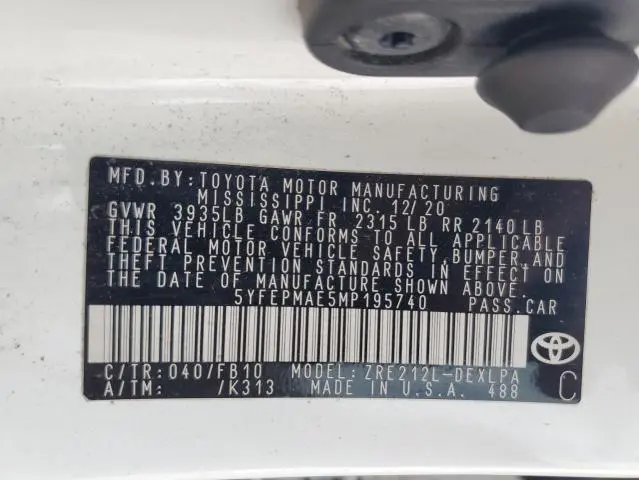 MFD. BY: TOYOTA MOTOR MANUFACTURING
MISSISSIPPI INC. 12/20
GVWR 3935LB GAWR FR 2315 LB RR 2140 LB
THIS VEHICLE CONFORMS TO ALL APPLICABLE
FEDERAL MOTOR VEHICLE SAFETY, BUMPER, AND
THEFT PREVENTION STANDARDS IN EFFECT ON
THE DATE OF MANUFACTURE SHOWN ABOVE.
5YFEPMAE5MP195740 PASS.CAR
C/TR: 040/FB10 MODEL: ZRE212L-DEXLPA
A/TM: /K313 MADE IN U.S.A. 488
C